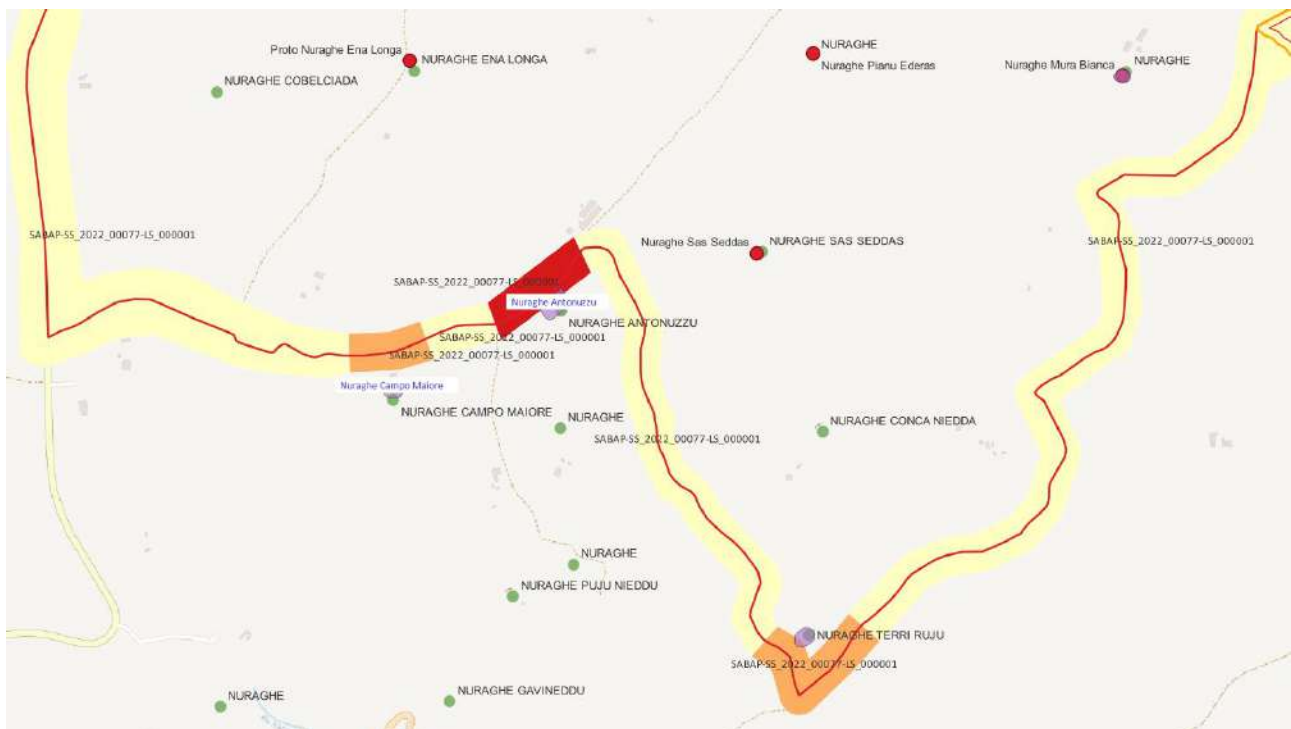 NURAGHE
Proto Nuraghe Ena Longa
NURAGHE ENA LONGA
Nuraghe Pianu Ederas
Nuraghe Mura Bianca
NURAGHE
NURAGHE COBELCIADA
SABAP-SS_2022_00077-LS_000001
Nuraghe Sas Seddas
NURAGHE SAS SEDDAS
SABAP-SS_2022_00077-LS_000001
SABAP-SS_2022_00077-LS_000001
Nuraghe Antonuzzu
NURAGHE ANTONUZZU
SABAP-SS_2022_00077-LS_000001
SABAP-SS_2022_00077-LS_000001
Nuraghe Campo Maiore
NURAGHE CAMPO MAIORE
NURAGHE
NURAGHE CONCA NIEDDA
SABAP-SS_2022_00077-LS_000001
NURAGHE
NURAGHE PUJU NIEDDU
NURAGHE TERRI RUJU
SABAP-SS_2022_00077-LS_000001
NURAGHE
NURAGHE GAVINEDDU